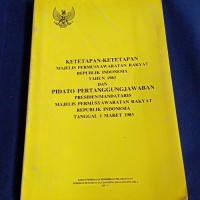 KETETAPAN-KETETAPAN
MAJELIS PERMUSYAWARATAN RAKYAT
REPUBLIK INDONESIA
TAHUN 1983
DAN
PIDATO PERTANGGUNGJAWABAN
PRESIDEN/MANDATARIS
MAJELIS PERMUSYAWARATAN RAKYAT
REPUBLIK INDONESIA
TANGGAL 1 MARET 1983